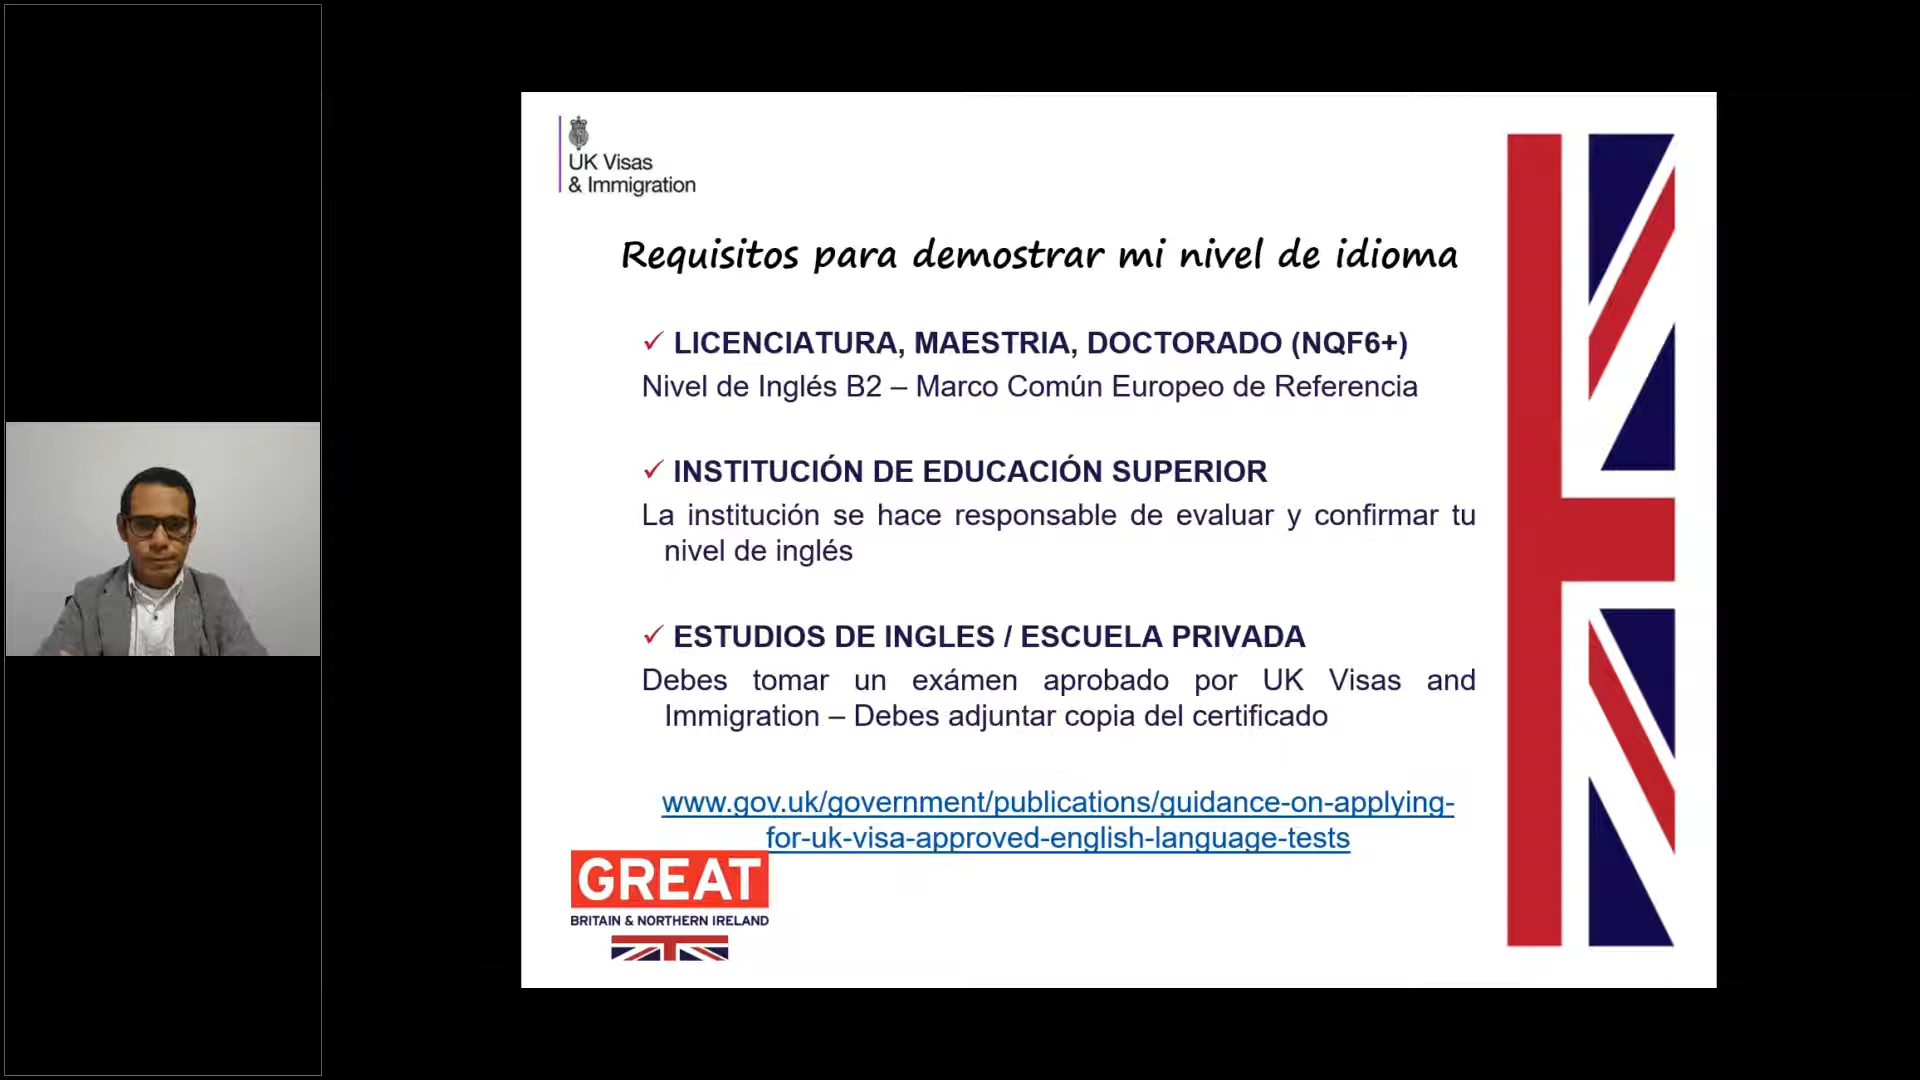 UK Visas
& Immigration
Requisitos para demostrar mi nivel de idioma
✓ LICENCIATURA, MAESTRIA, DOCTORADO (NQF6+)
Nivel de Inglés B2 – Marco Común Europeo de Referencia
✓ INSTITUCIÓN DE EDUCACIÓN SUPERIOR
La institución se hace responsable de evaluar y confirmar tu
nivel de inglés
✓ ESTUDIOS DE INGLES / ESCUELA PRIVADA
Debes tomar un exámen aprobado por UK Visas and
Immigration – Debes adjuntar copia del certificado
www.gov.uk/government/publications/guidance-on-applying-
for-uk-visa-approved-english-language-tests
GREAT
BRITAIN & NORTHERN IRELAND